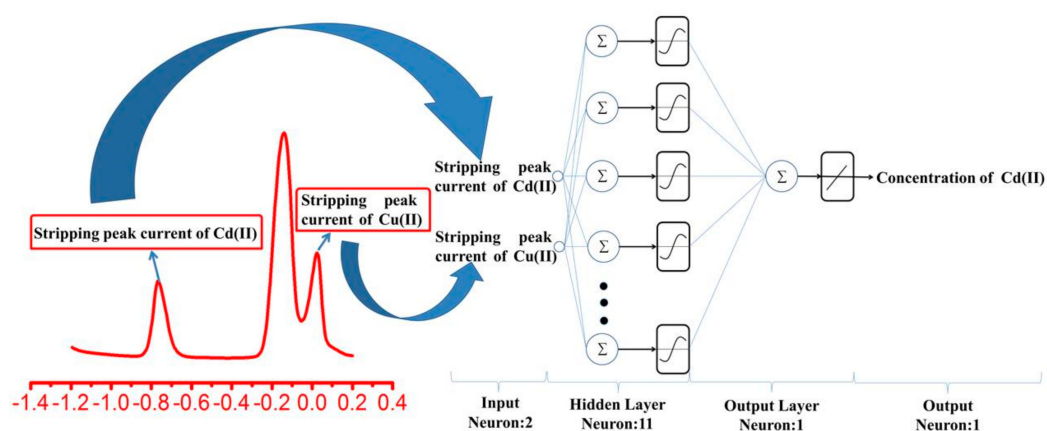 Stripping peak current of Cd(II)
Stripping peak
current of Cu(II)
-1.4 -1.2 -1.0 -0.8 -0.6 -0.4 -0.2 0.0 0.2 0.4
Stripping peak
current of Cd(II)
Stripping peak
current of Cu(II)
Σ
Σ
Σ
Σ
Σ
Σ
Concentration of Cd(II)
Input
Neuron:2
Hidden Layer
Neuron:11
Output Layer
Neuron:1
Output
Neuron:1